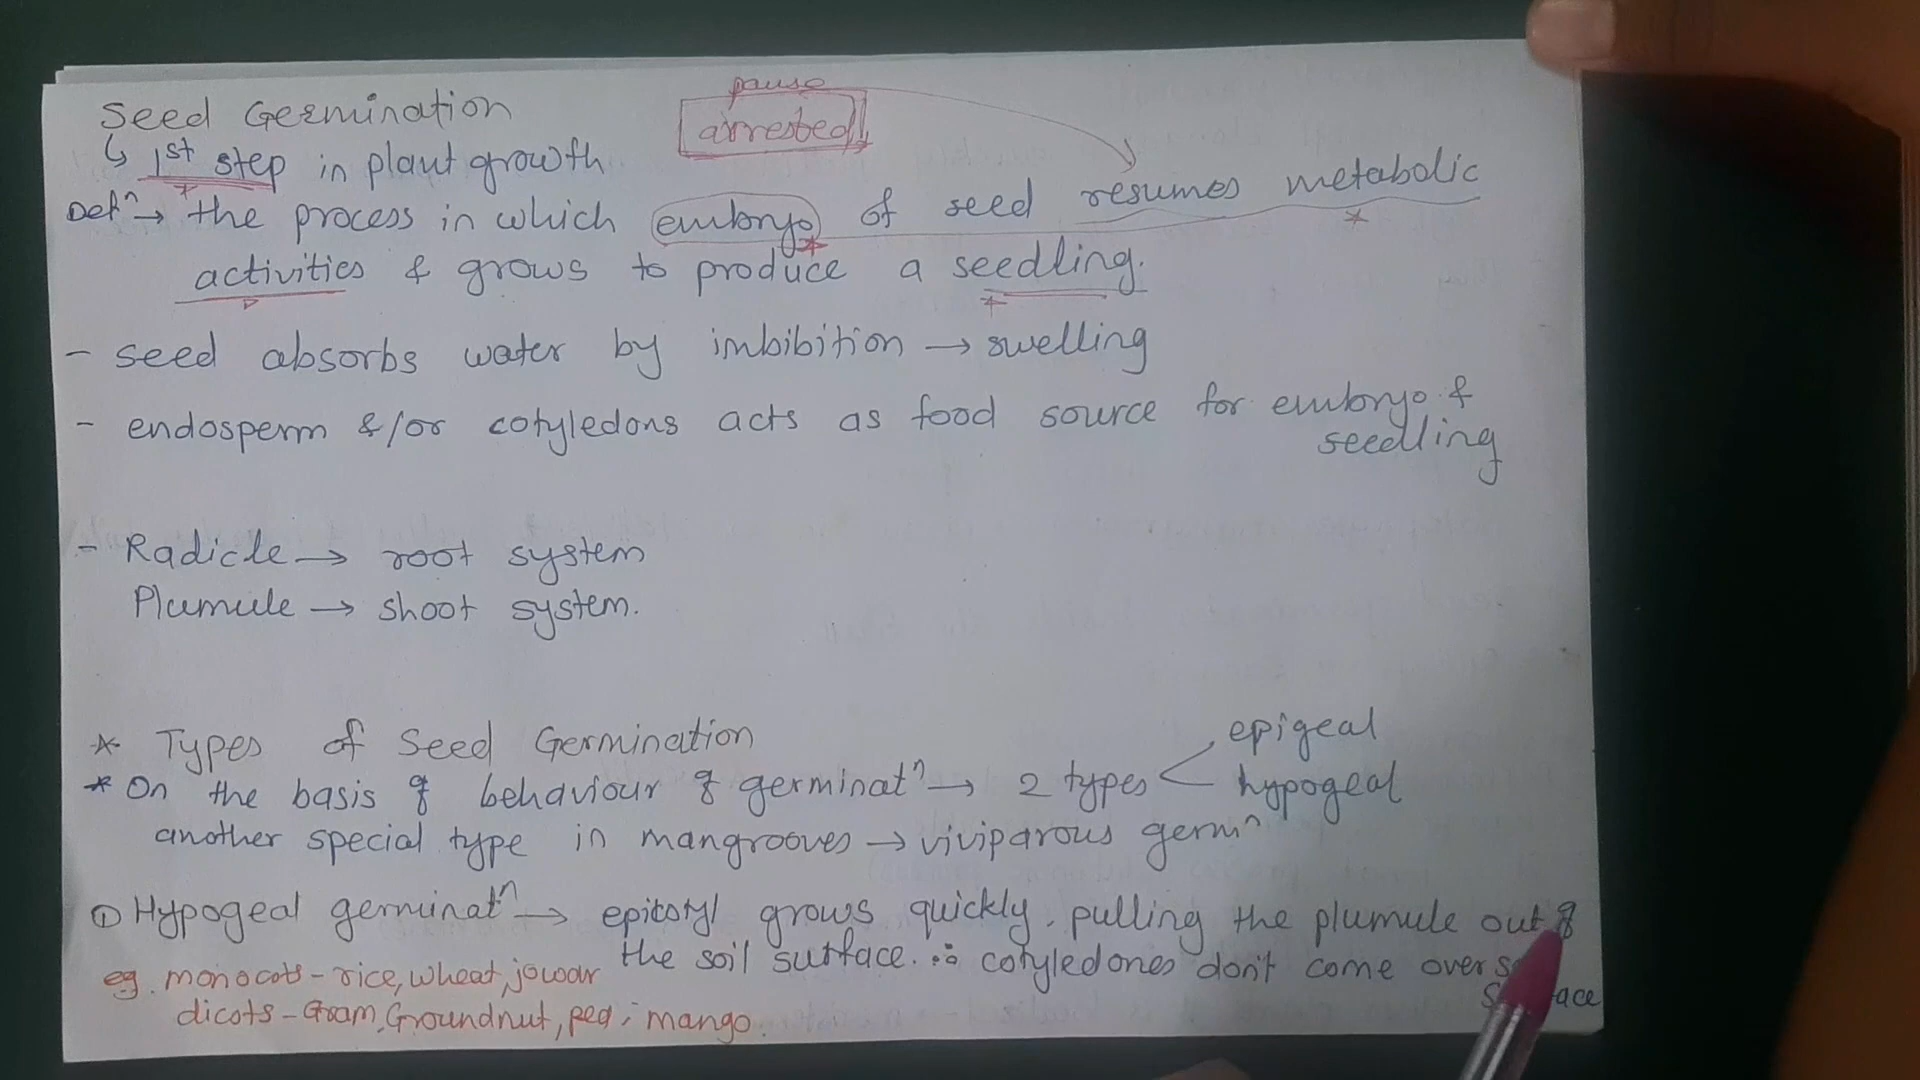 pause
arrested
Seed Germination
↳ 1st step in plant growth
Defⁿ → the process in which embryo of seed resumes metabolic
activities & grows to produce a seedling.
- seed absorbs water by imbibition → swelling
- endosperm &/or cotyledons acts as food source for embryo &
seedling
- Radicle → root system
Plumule → shoot system.
* Types of Seed Germination
* On the basis of behaviour of germinatⁿ → 2 types < epigeal
hypogeal
another special type in mangrooves → viviparous germⁿ
① Hypogeal germinatⁿ → epicotyl grows quickly. pulling the plumule out of
the soil surface. ∴ cotyledones don't come over
eg. monocots - rice, wheat, jowar
dicots - Gram, Groundnut, pea, mango.